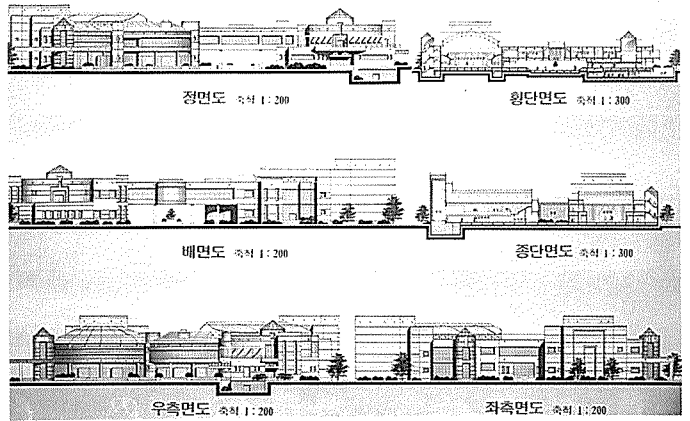 정면도 축척 1 : 200
횡단면도 축척 1 : 300
배면도 축척 1 : 200
종단면도 축척 1 : 300
우측면도 축척 1 : 200
좌측면도 축척 1 : 200